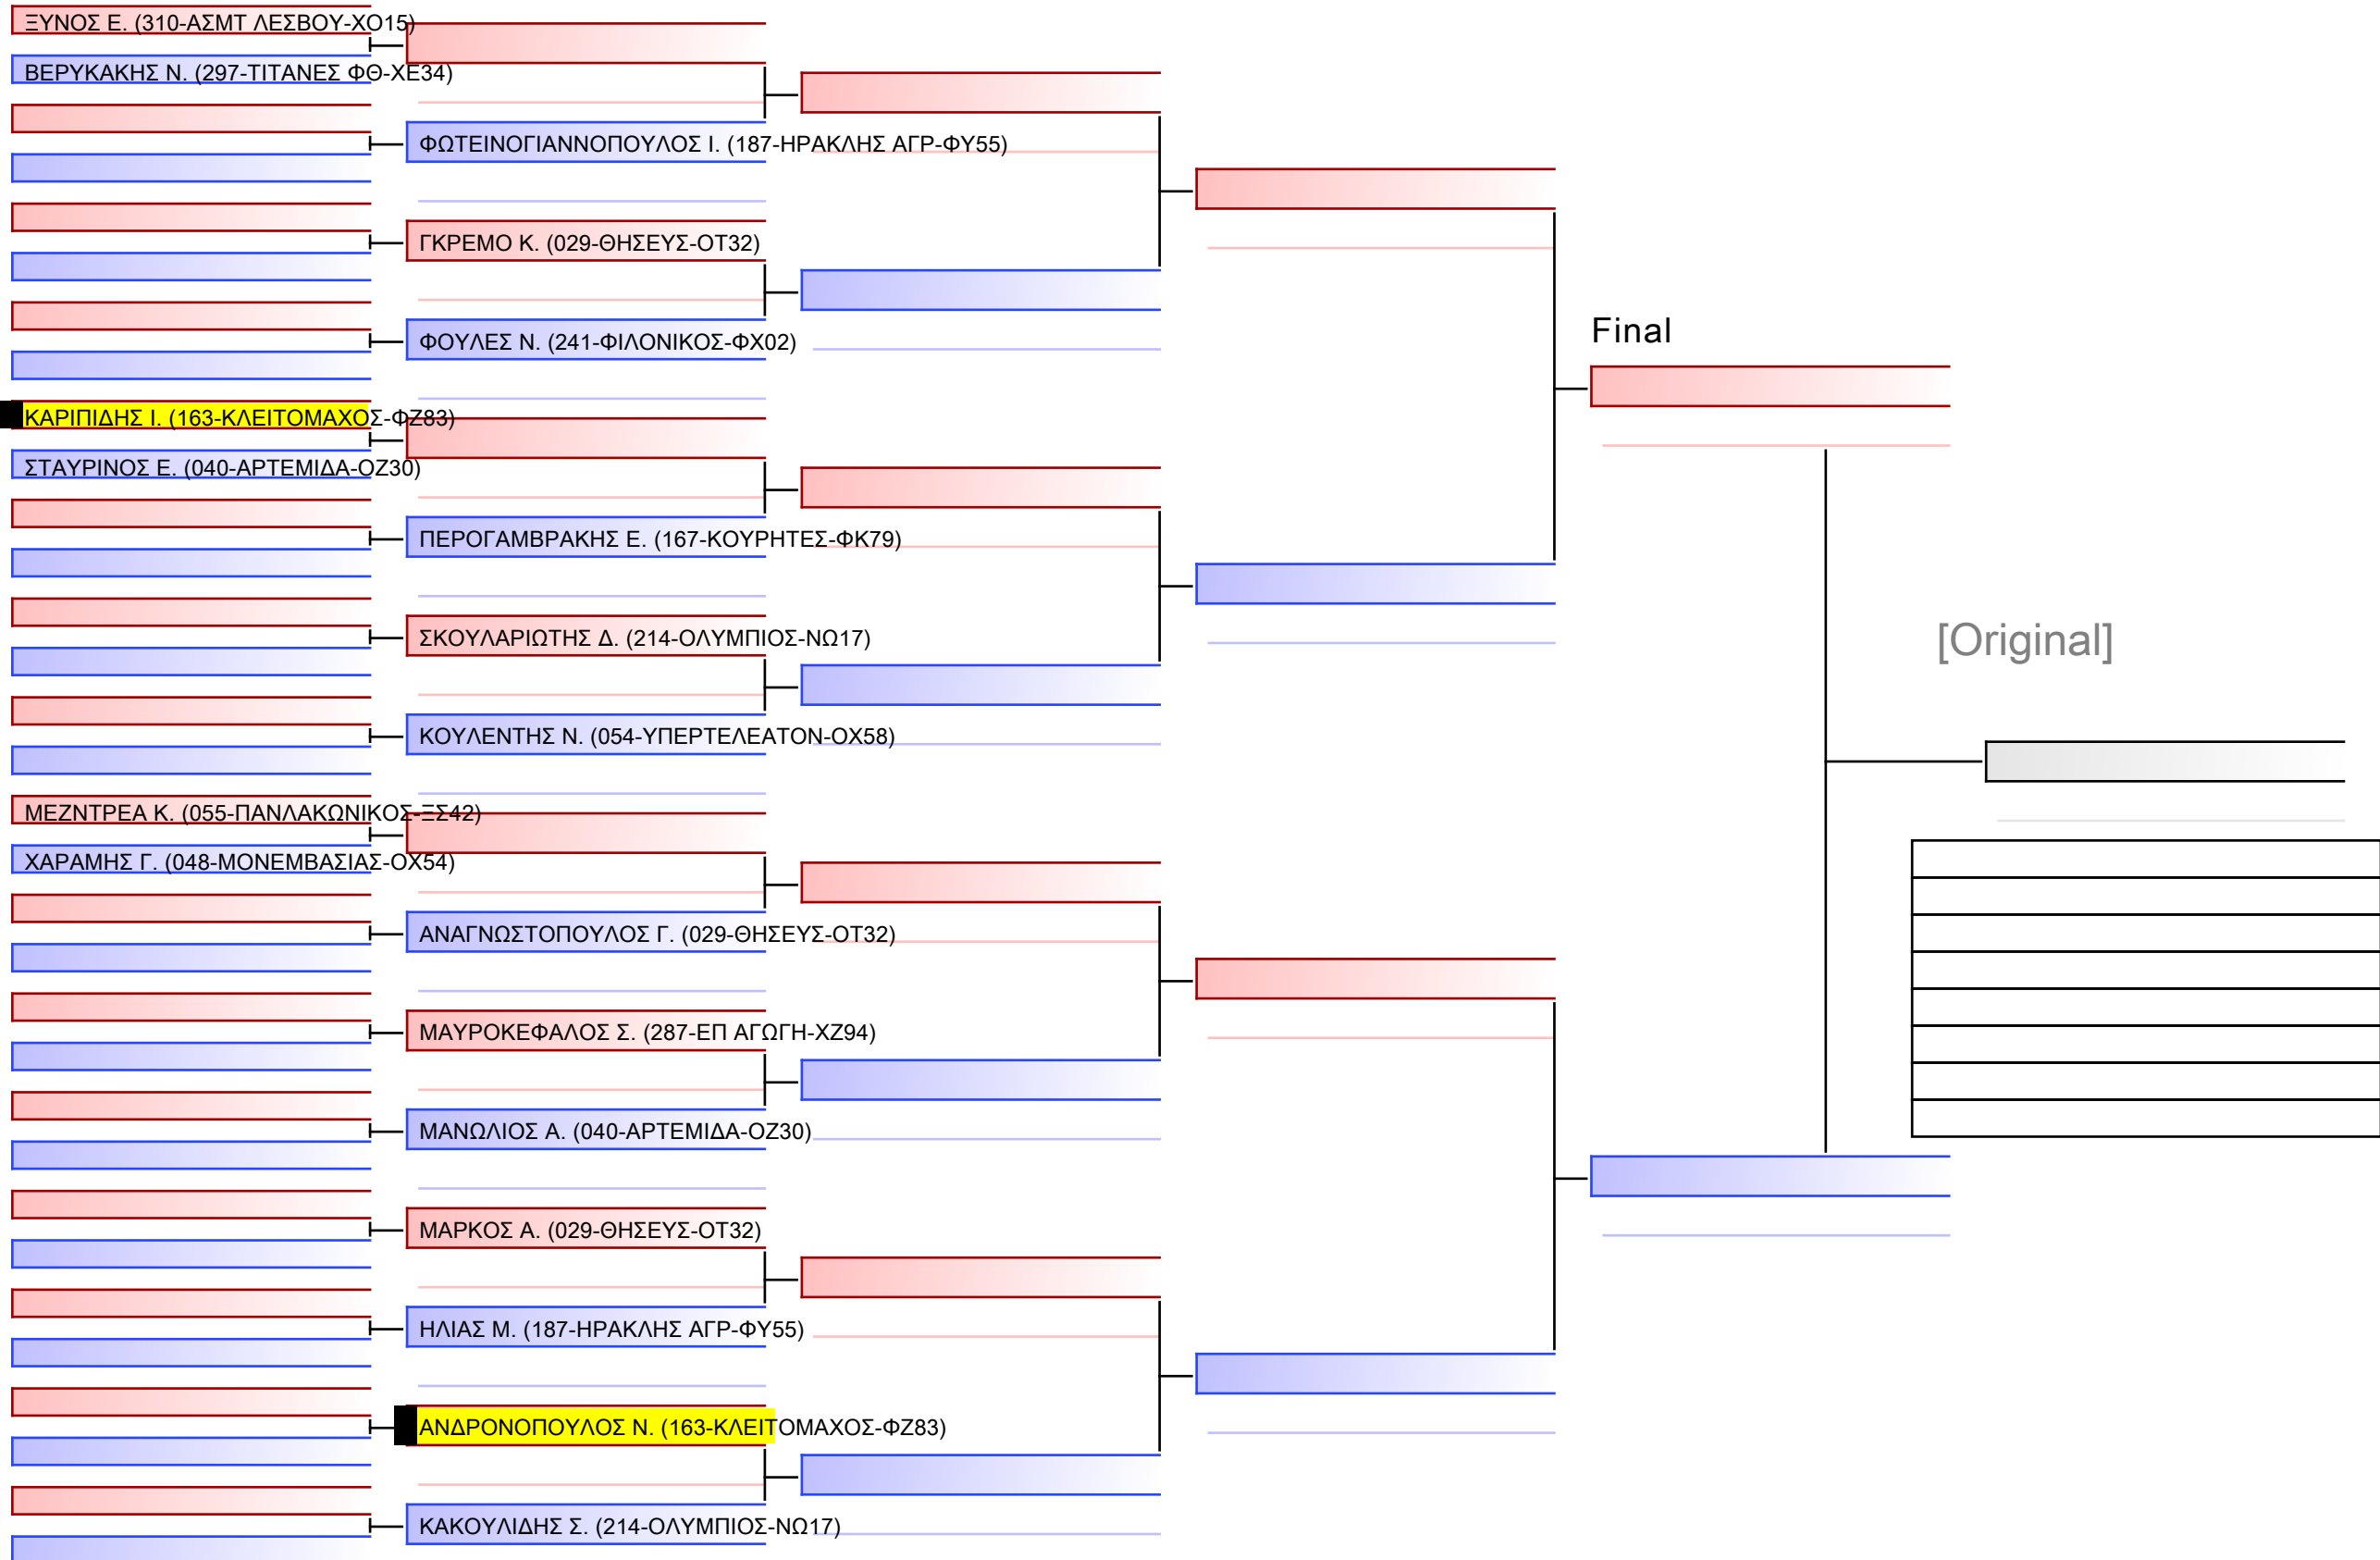 ΞΥΝΟΣ Ε. (310-ΑΣΜΤ ΛΕΣΒΟΥ-ΧΟ15)
ΒΕΡΥΚΑΚΗΣ Ν. (297-ΤΙΤΑΝΕΣ ΦΘ-ΧΕ34)
ΦΩΤΕΙΝΟΓΙΑΝΝΟΠΟΥΛΟΣ Ι. (187-ΗΡΑΚΛΗΣ ΑΓΡ-ΦΥ55)
ΓΚΡΕΜΟ Κ. (029-ΘΗΣΕΥΣ-ΟΤ32)
ΦΟΥΛΕΣ Ν. (241-ΦΙΛΟΝΙΚΟΣ-ΦΧ02)
ΚΑΡΙΠΙΔΗΣ Ι. (163-ΚΛΕΙΤΟΜΑΧΟΣ-ΦΖ83)
ΣΤΑΥΡΙΝΟΣ Ε. (040-ΑΡΤΕΜΙΔΑ-ΟΖ30)
ΠΕΡΟΓΑΜΒΡΑΚΗΣ Ε. (167-ΚΟΥΡΗΤΕΣ-ΦΚ79)
ΣΚΟΥΛΑΡΙΩΤΗΣ Δ. (214-ΟΛΥΜΠΙΟΣ-ΝΩ17)
ΚΟΥΛΕΝΤΗΣ Ν. (054-ΥΠΕΡΤΕΛΕΑΤΟΝ-ΟΧ58)
ΜΕΖΝΤΡΕΑ Κ. (055-ΠΑΝΛΑΚΩΝΙΚΟΣ-ΞΣ42)
ΧΑΡΑΜΗΣ Γ. (048-ΜΟΝΕΜΒΑΣΙΑΣ-ΟΧ54)
ΑΝΑΓΝΩΣΤΟΠΟΥΛΟΣ Γ. (029-ΘΗΣΕΥΣ-ΟΤ32)
ΜΑΥΡΟΚΕΦΑΛΟΣ Σ. (287-ΕΠ ΑΓΩΓΗ-ΧΖ94)
ΜΑΝΩΛΙΟΣ Α. (040-ΑΡΤΕΜΙΔΑ-ΟΖ30)
ΜΑΡΚΟΣ Α. (029-ΘΗΣΕΥΣ-ΟΤ32)
ΗΛΙΑΣ Μ. (187-ΗΡΑΚΛΗΣ ΑΓΡ-ΦΥ55)
ΑΝΔΡΟΝΟΠΟΥΛΟΣ Ν. (163-ΚΛΕΙΤΟΜΑΧΟΣ-ΦΖ83)
ΚΑΚΟΥΛΙΔΗΣ Σ. (214-ΟΛΥΜΠΙΟΣ-ΝΩ17)
Final
[Original]